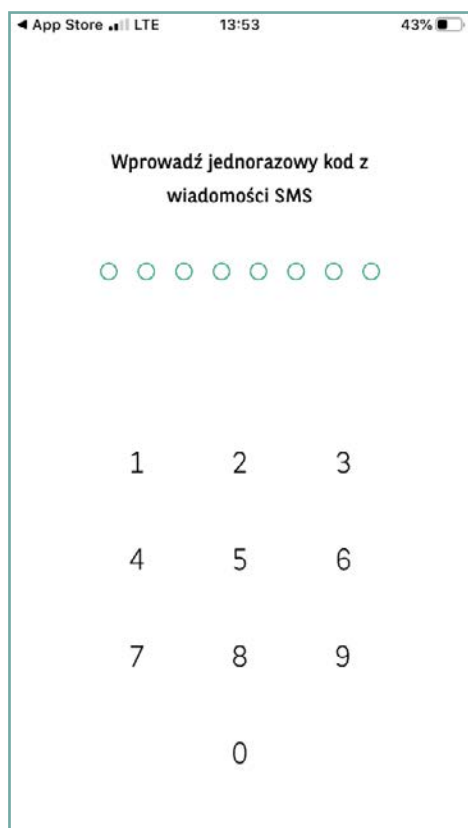 ◀ App Store LTE 13:53 43%
Wprowadź jednorazowy kod z
wiadomości SMS
1 2 3
4 5 6
7 8 9
0